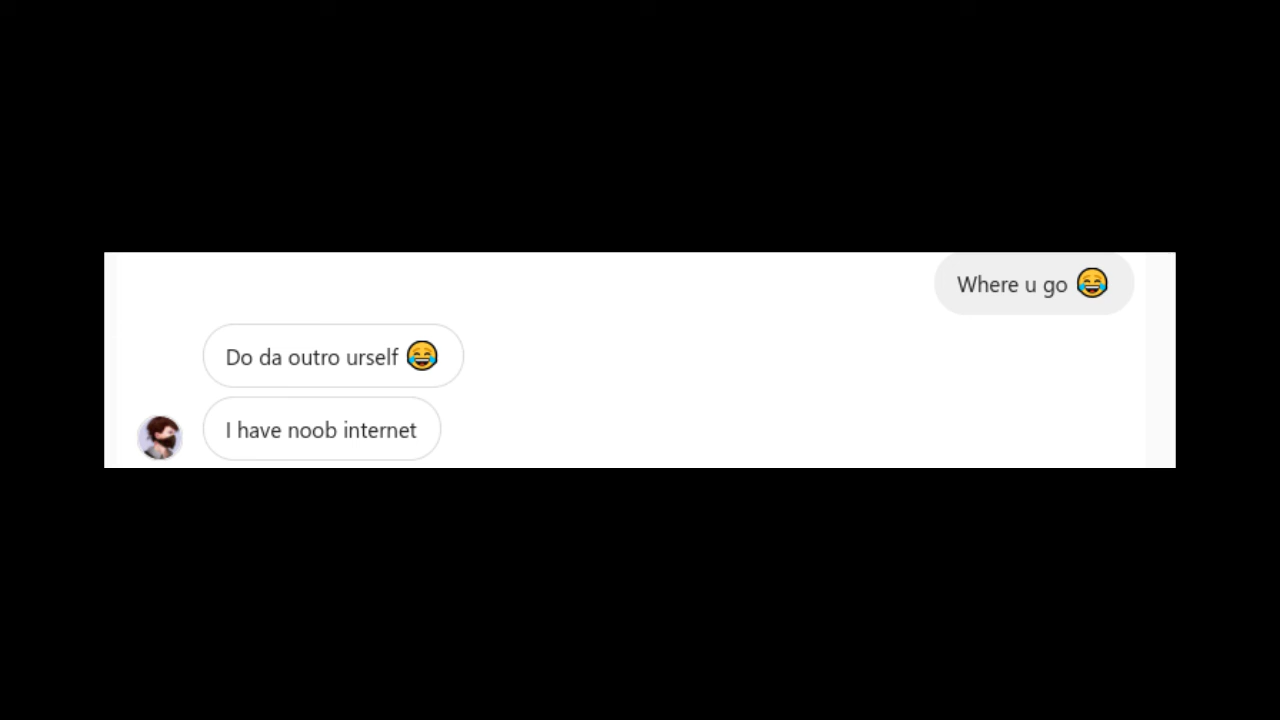 Where u go 😂
Do da outro urself 😂
I have noob internet